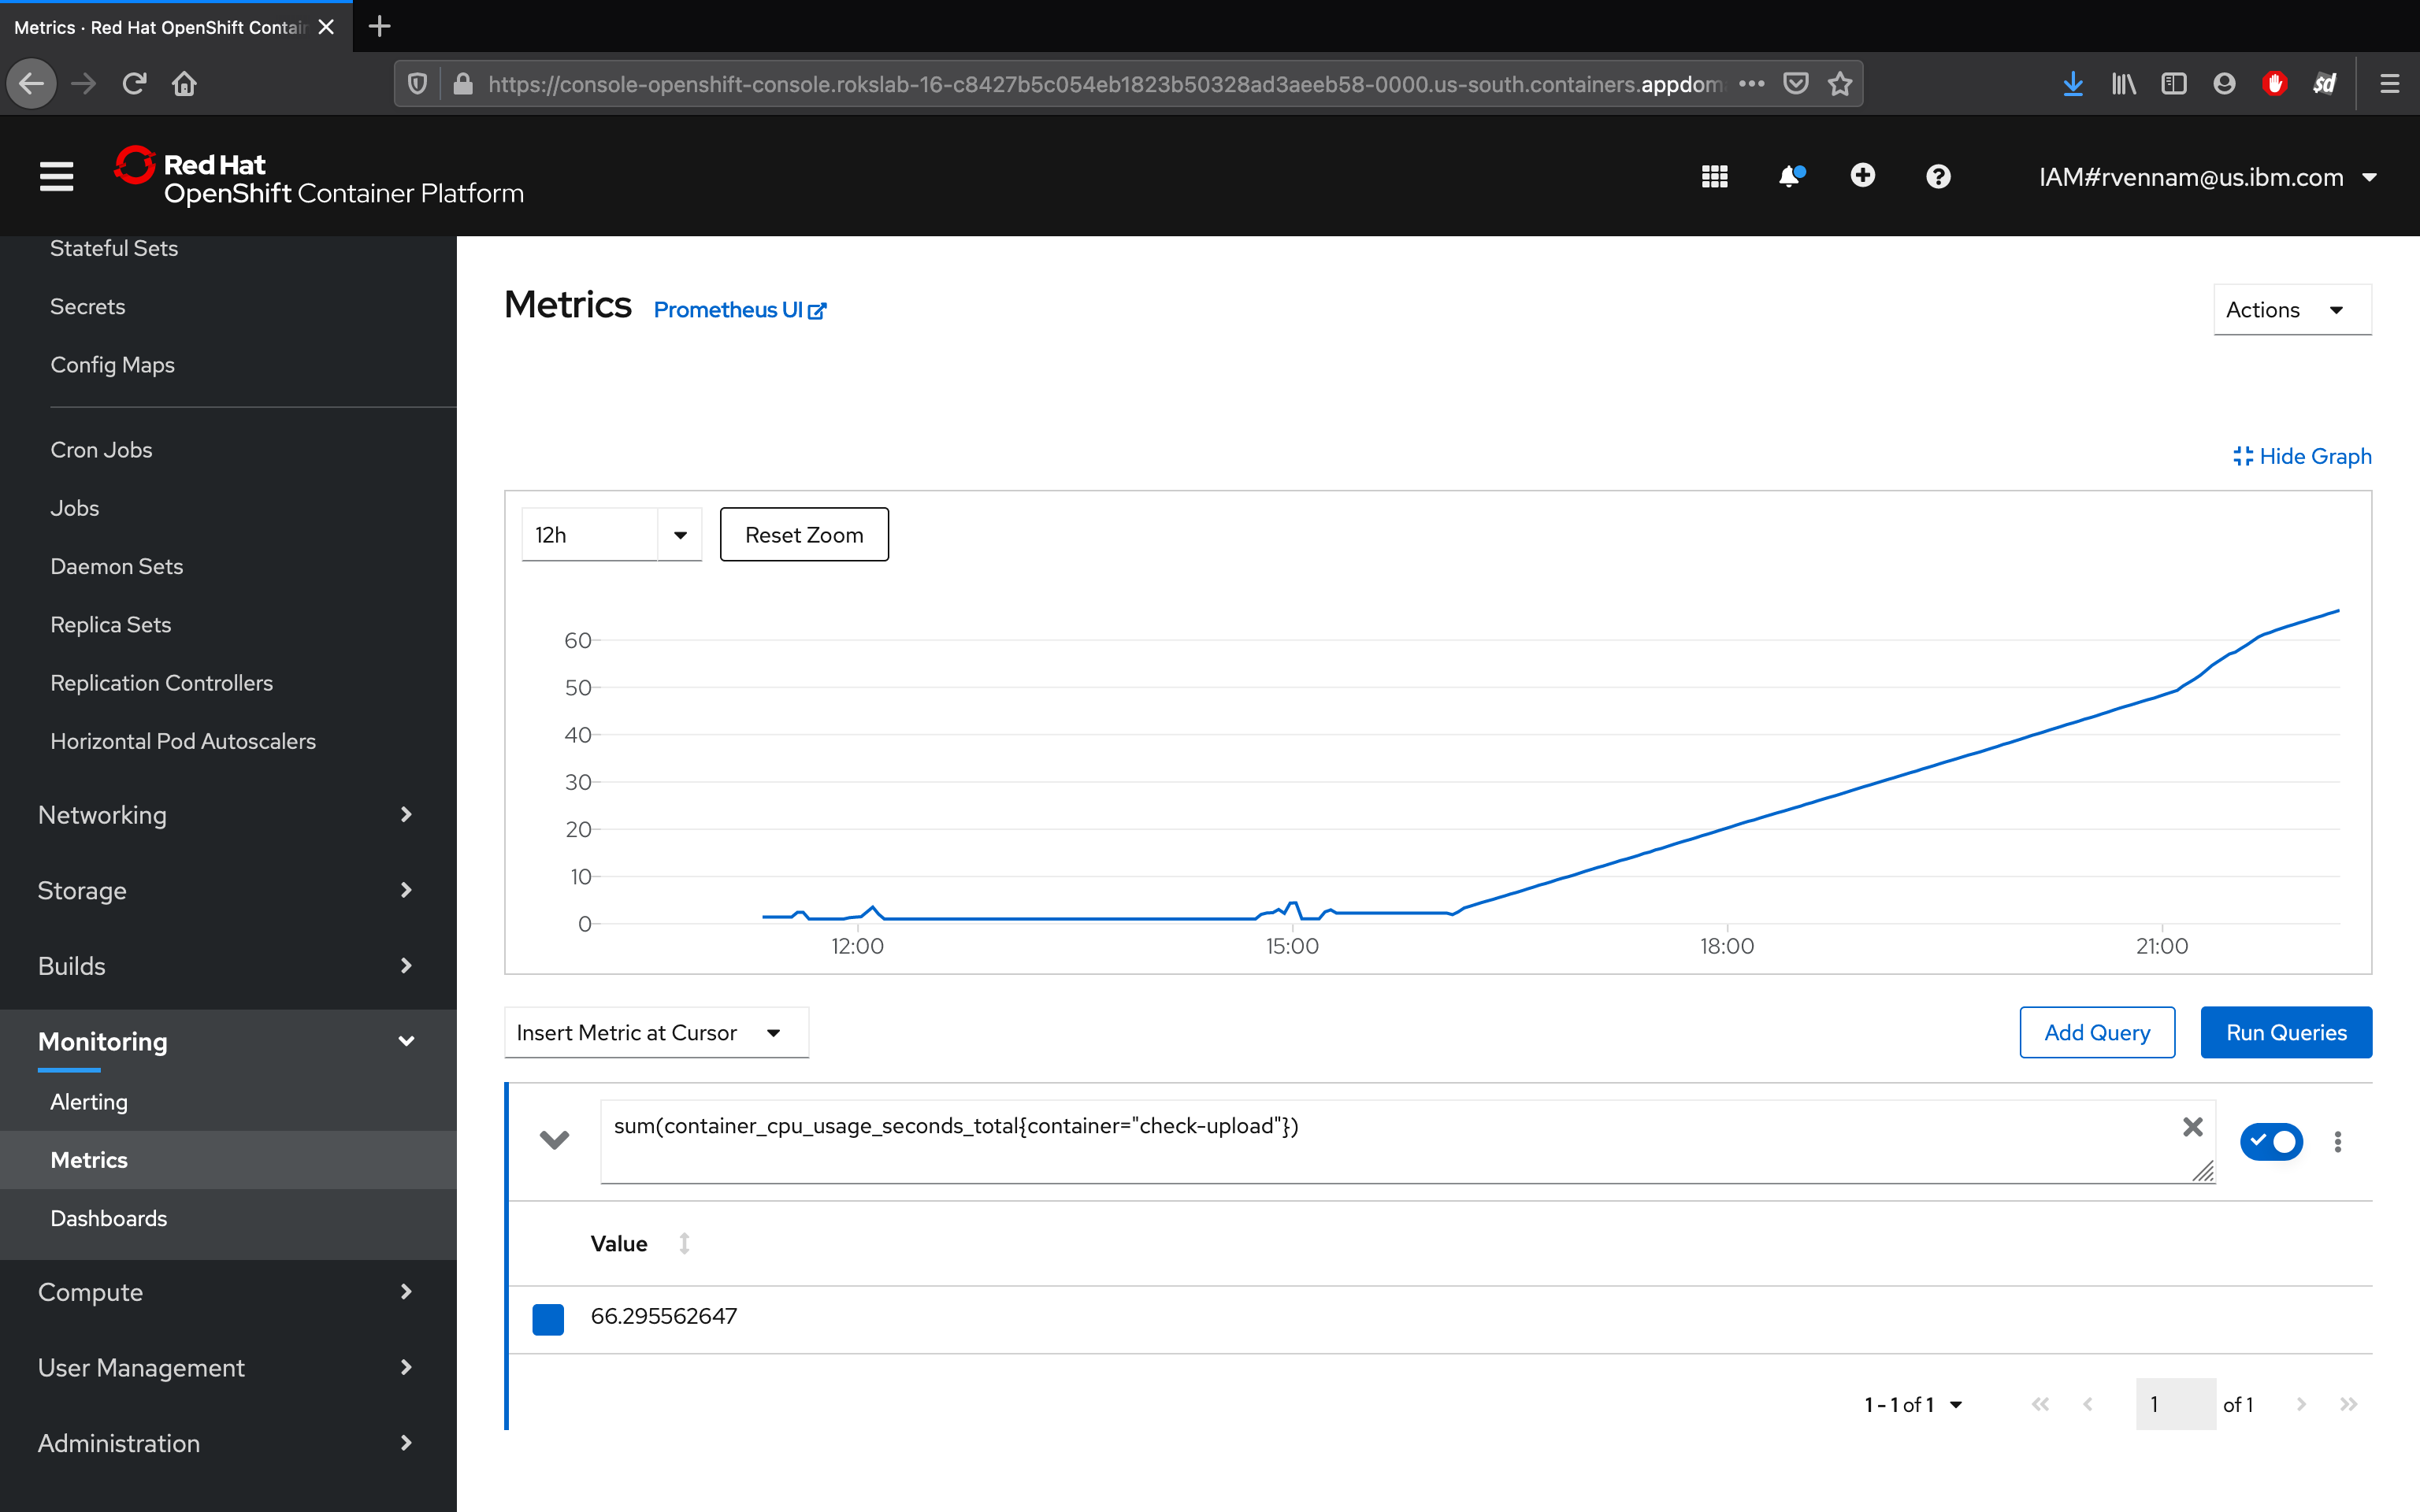 Metrics · Red Hat OpenShift Contai
https://console-openshift-console.rokslab-16-c8427b5c054eb1823b50328ad3aeeb58-0000.us-south.containers.appdom
Red Hat
OpenShift Container Platform
IAM#rvennam@us.ibm.com
Stateful Sets
Secrets
Config Maps
Cron Jobs
Jobs
Daemon Sets
Replica Sets
Replication Controllers
Horizontal Pod Autoscalers
Networking
Storage
Builds
Monitoring
Alerting
Metrics
Dashboards
Compute
User Management
Administration
Metrics Prometheus UI
Actions
Hide Graph
12h Reset Zoom
60
50
40
30
20
10
0
12:00 15:00 18:00 21:00
Insert Metric at Cursor
Add Query Run Queries
sum(container_cpu_usage_seconds_total{container="check-upload"})
Value
66.295562647
1 - 1 of 1 1 of 1